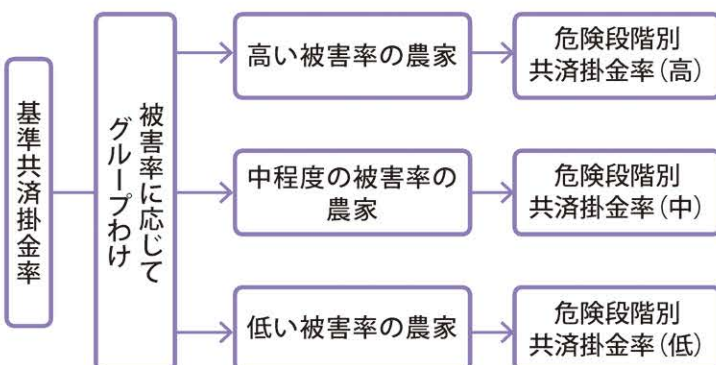 基準共済掛金率
被害率に応じて
グループわけ
高い被害率の農家
危険段階別
共済掛金率(高)
中程度の被害率の
農家
危険段階別
共済掛金率(中)
低い被害率の農家
危険段階別
共済掛金率(低)